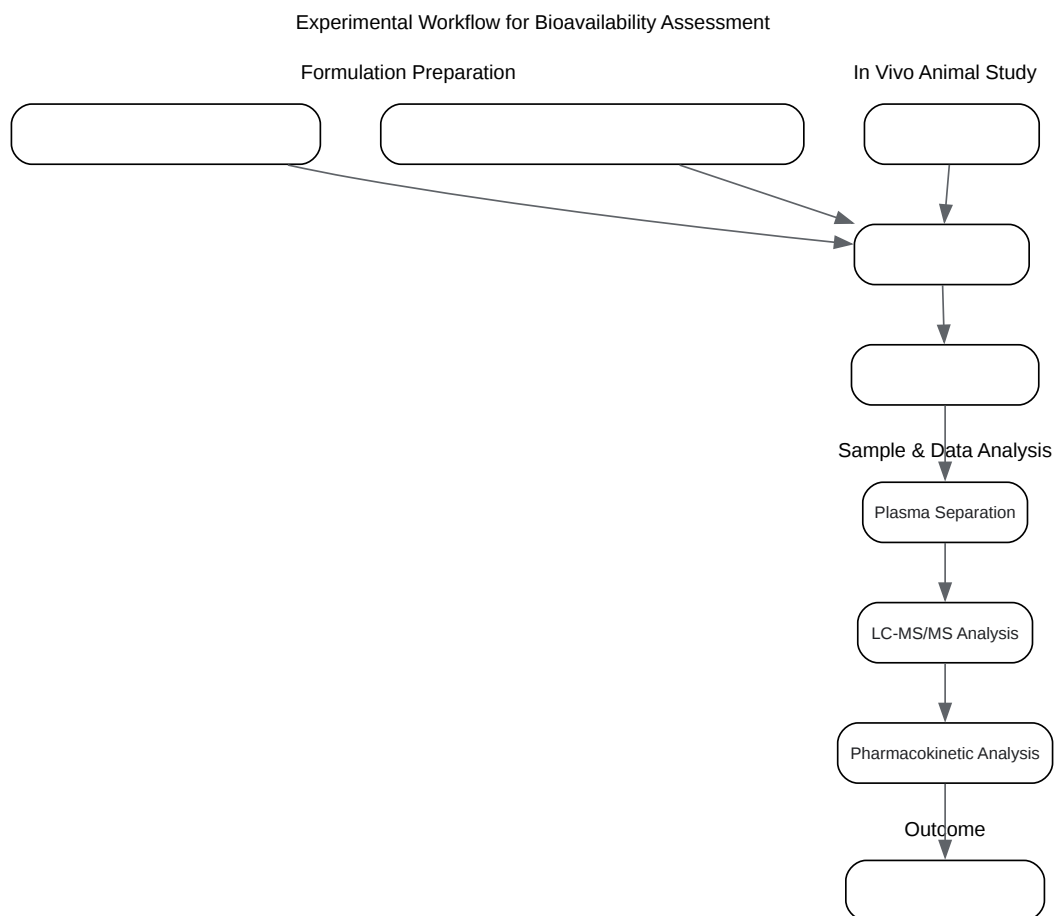 Experimental Workflow for Bioavailability Assessment
Formulation Preparation
In Vivo Animal Study
Sample & Data Analysis
Plasma Separation
LC-MS/MS Analysis
Pharmacokinetic Analysis
Outcome